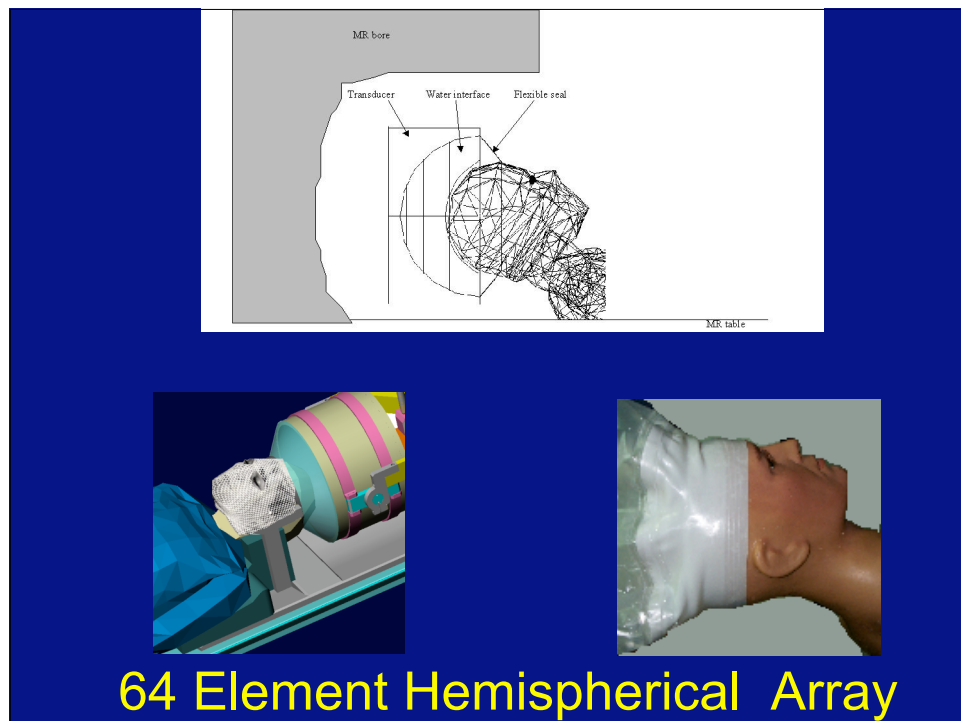 MR bore
Transducer Water interface Flexible seal
MR table
64 Element Hemispherical Array